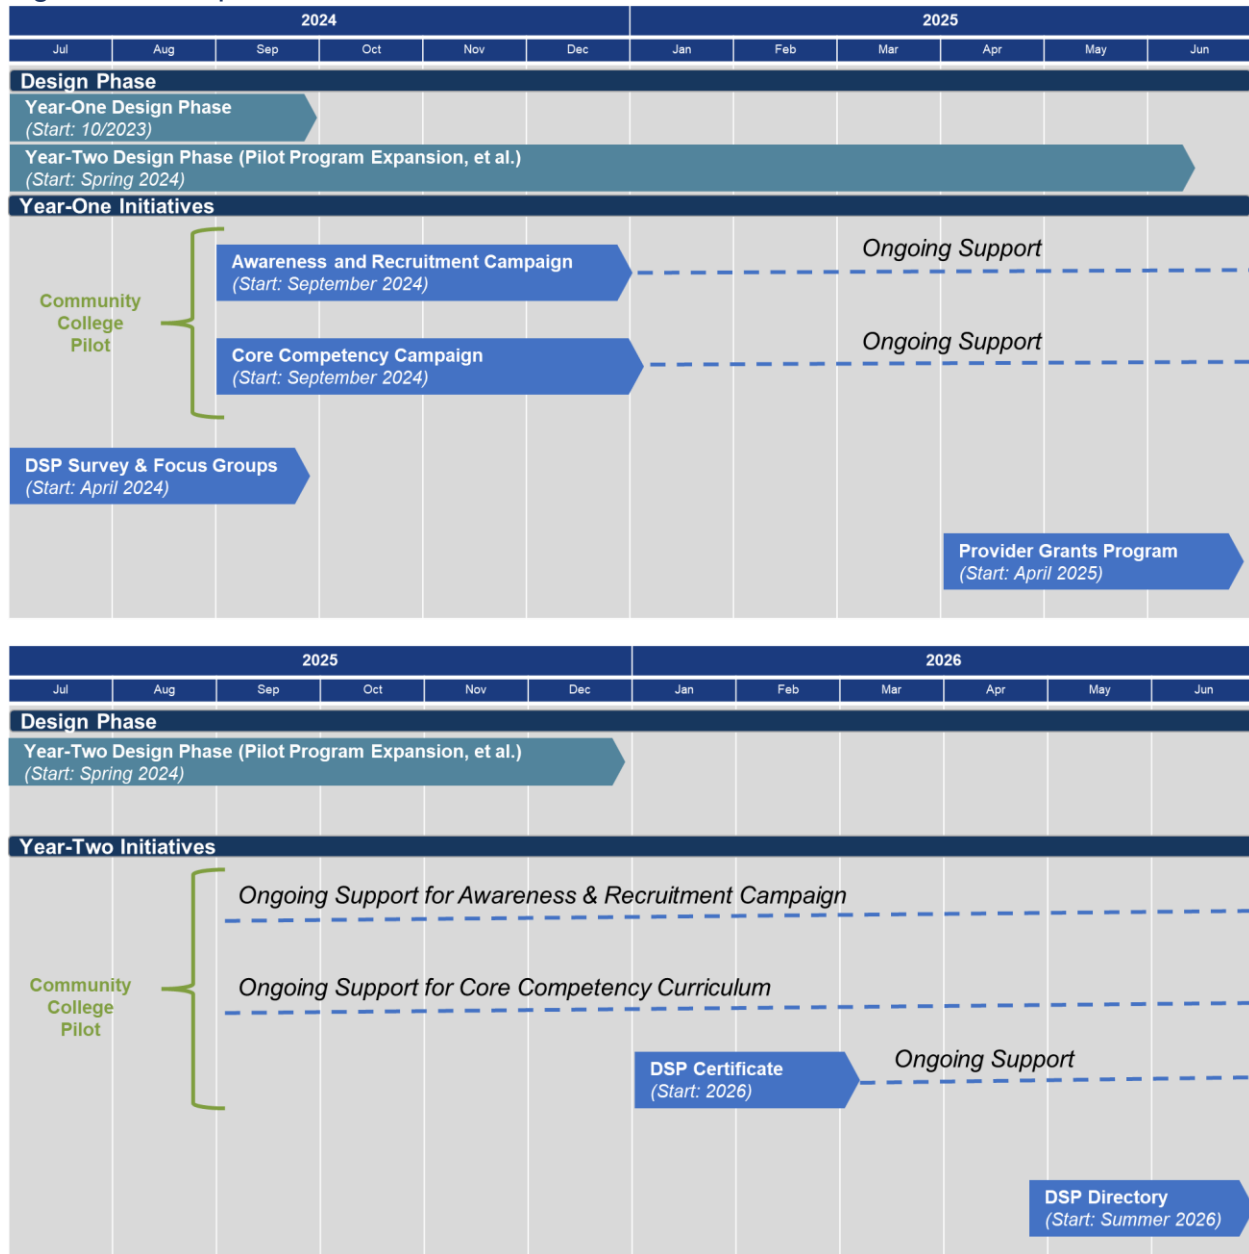 2024
2025
Jul Aug Sep Oct Nov Dec Jan Feb Mar Apr May Jun
Design Phase
Year-One Design Phase
(Start: 10/2023)
Year-Two Design Phase (Pilot Program Expansion, et al.)
(Start: Spring 2024)
Year-One Initiatives
Awareness and Recruitment Campaign
(Start: September 2024)
Ongoing Support
Community
College
Pilot
Core Competency Campaign
(Start: September 2024)
Ongoing Support
DSP Survey & Focus Groups
(Start: April 2024)
Provider Grants Program
(Start: April 2025)
2025
2026
Jul Aug Sep Oct Nov Dec Jan Feb Mar Apr May Jun
Design Phase
Year-Two Design Phase (Pilot Program Expansion, et al.)
(Start: Spring 2024)
Year-Two Initiatives
Ongoing Support for Awareness & Recruitment Campaign
Community
College
Pilot
Ongoing Support for Core Competency Curriculum
DSP Certificate
(Start: 2026)
Ongoing Support
DSP Directory
(Start: Summer 2026)